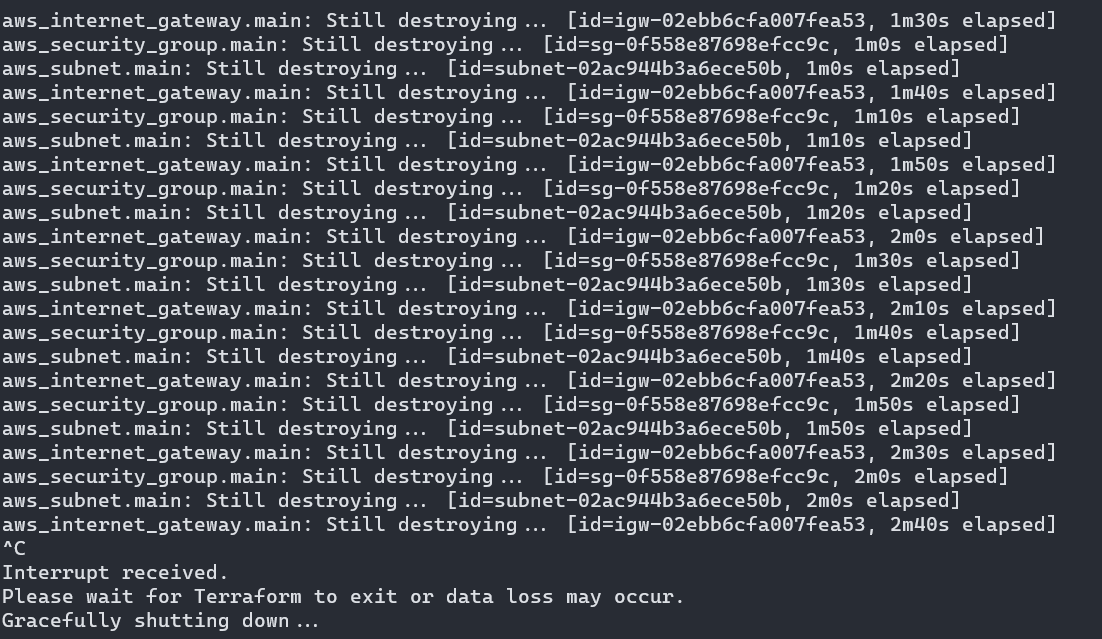 aws_internet_gateway.main: Still destroying... [id=igw-02ebb6cfa007fea53, 1m30s elapsed]
aws_security_group.main: Still destroying... [id=sg-0f558e87698efcc9c, 1m0s elapsed]
aws_subnet.main: Still destroying... [id=subnet-02ac944b3a6ece50b, 1m0s elapsed]
aws_internet_gateway.main: Still destroying... [id=igw-02ebb6cfa007fea53, 1m40s elapsed]
aws_security_group.main: Still destroying... [id=sg-0f558e87698efcc9c, 1m10s elapsed]
aws_subnet.main: Still destroying... [id=subnet-02ac944b3a6ece50b, 1m10s elapsed]
aws_internet_gateway.main: Still destroying... [id=igw-02ebb6cfa007fea53, 1m50s elapsed]
aws_security_group.main: Still destroying... [id=sg-0f558e87698efcc9c, 1m20s elapsed]
aws_subnet.main: Still destroying... [id=subnet-02ac944b3a6ece50b, 1m20s elapsed]
aws_internet_gateway.main: Still destroying... [id=igw-02ebb6cfa007fea53, 2m0s elapsed]
aws_security_group.main: Still destroying... [id=sg-0f558e87698efcc9c, 1m30s elapsed]
aws_subnet.main: Still destroying... [id=subnet-02ac944b3a6ece50b, 1m30s elapsed]
aws_internet_gateway.main: Still destroying... [id=igw-02ebb6cfa007fea53, 2m10s elapsed]
aws_security_group.main: Still destroying... [id=sg-0f558e87698efcc9c, 1m40s elapsed]
aws_subnet.main: Still destroying... [id=subnet-02ac944b3a6ece50b, 1m40s elapsed]
aws_internet_gateway.main: Still destroying... [id=igw-02ebb6cfa007fea53, 2m20s elapsed]
aws_security_group.main: Still destroying... [id=sg-0f558e87698efcc9c, 1m50s elapsed]
aws_subnet.main: Still destroying... [id=subnet-02ac944b3a6ece50b, 1m50s elapsed]
aws_internet_gateway.main: Still destroying... [id=igw-02ebb6cfa007fea53, 2m30s elapsed]
aws_security_group.main: Still destroying... [id=sg-0f558e87698efcc9c, 2m0s elapsed]
aws_subnet.main: Still destroying... [id=subnet-02ac944b3a6ece50b, 2m0s elapsed]
aws_internet_gateway.main: Still destroying... [id=igw-02ebb6cfa007fea53, 2m40s elapsed]
^C
Interrupt received.
Please wait for Terraform to exit or data loss may occur.
Gracefully shutting down...